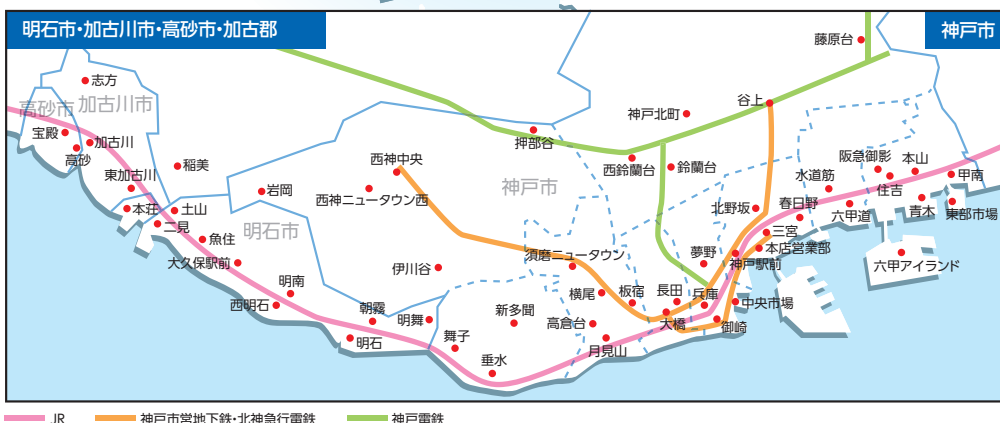 明石市・加古川市・高砂市・加古郡
神戸市
藤原台
志方
高砂市
加古川市
谷上
神戸北町
宝殿
加古川
押部谷
高砂
西神中央
西鈴蘭台
鈴蘭台
阪急御影
本山
稲美
東加古川
岩岡
西神ニュータウン西
神戸市
水道筋
住吉
甲南
本荘
土山
北野坂
春日野
六甲道
青木
東部市場
二見
明石市
三宮
魚住
本店営業部
大久保駅前
伊川谷
須磨ニュータウン
夢野
神戸駅前
六甲アイランド
明南
横尾
板宿
長田
兵庫
西明石
中央市場
朝霧
明舞
新多聞
高倉台
大橋
御崎
明石
舞子
月見山
垂水
JR
神戸市営地下鉄・北神急行電鉄
神戸電鉄